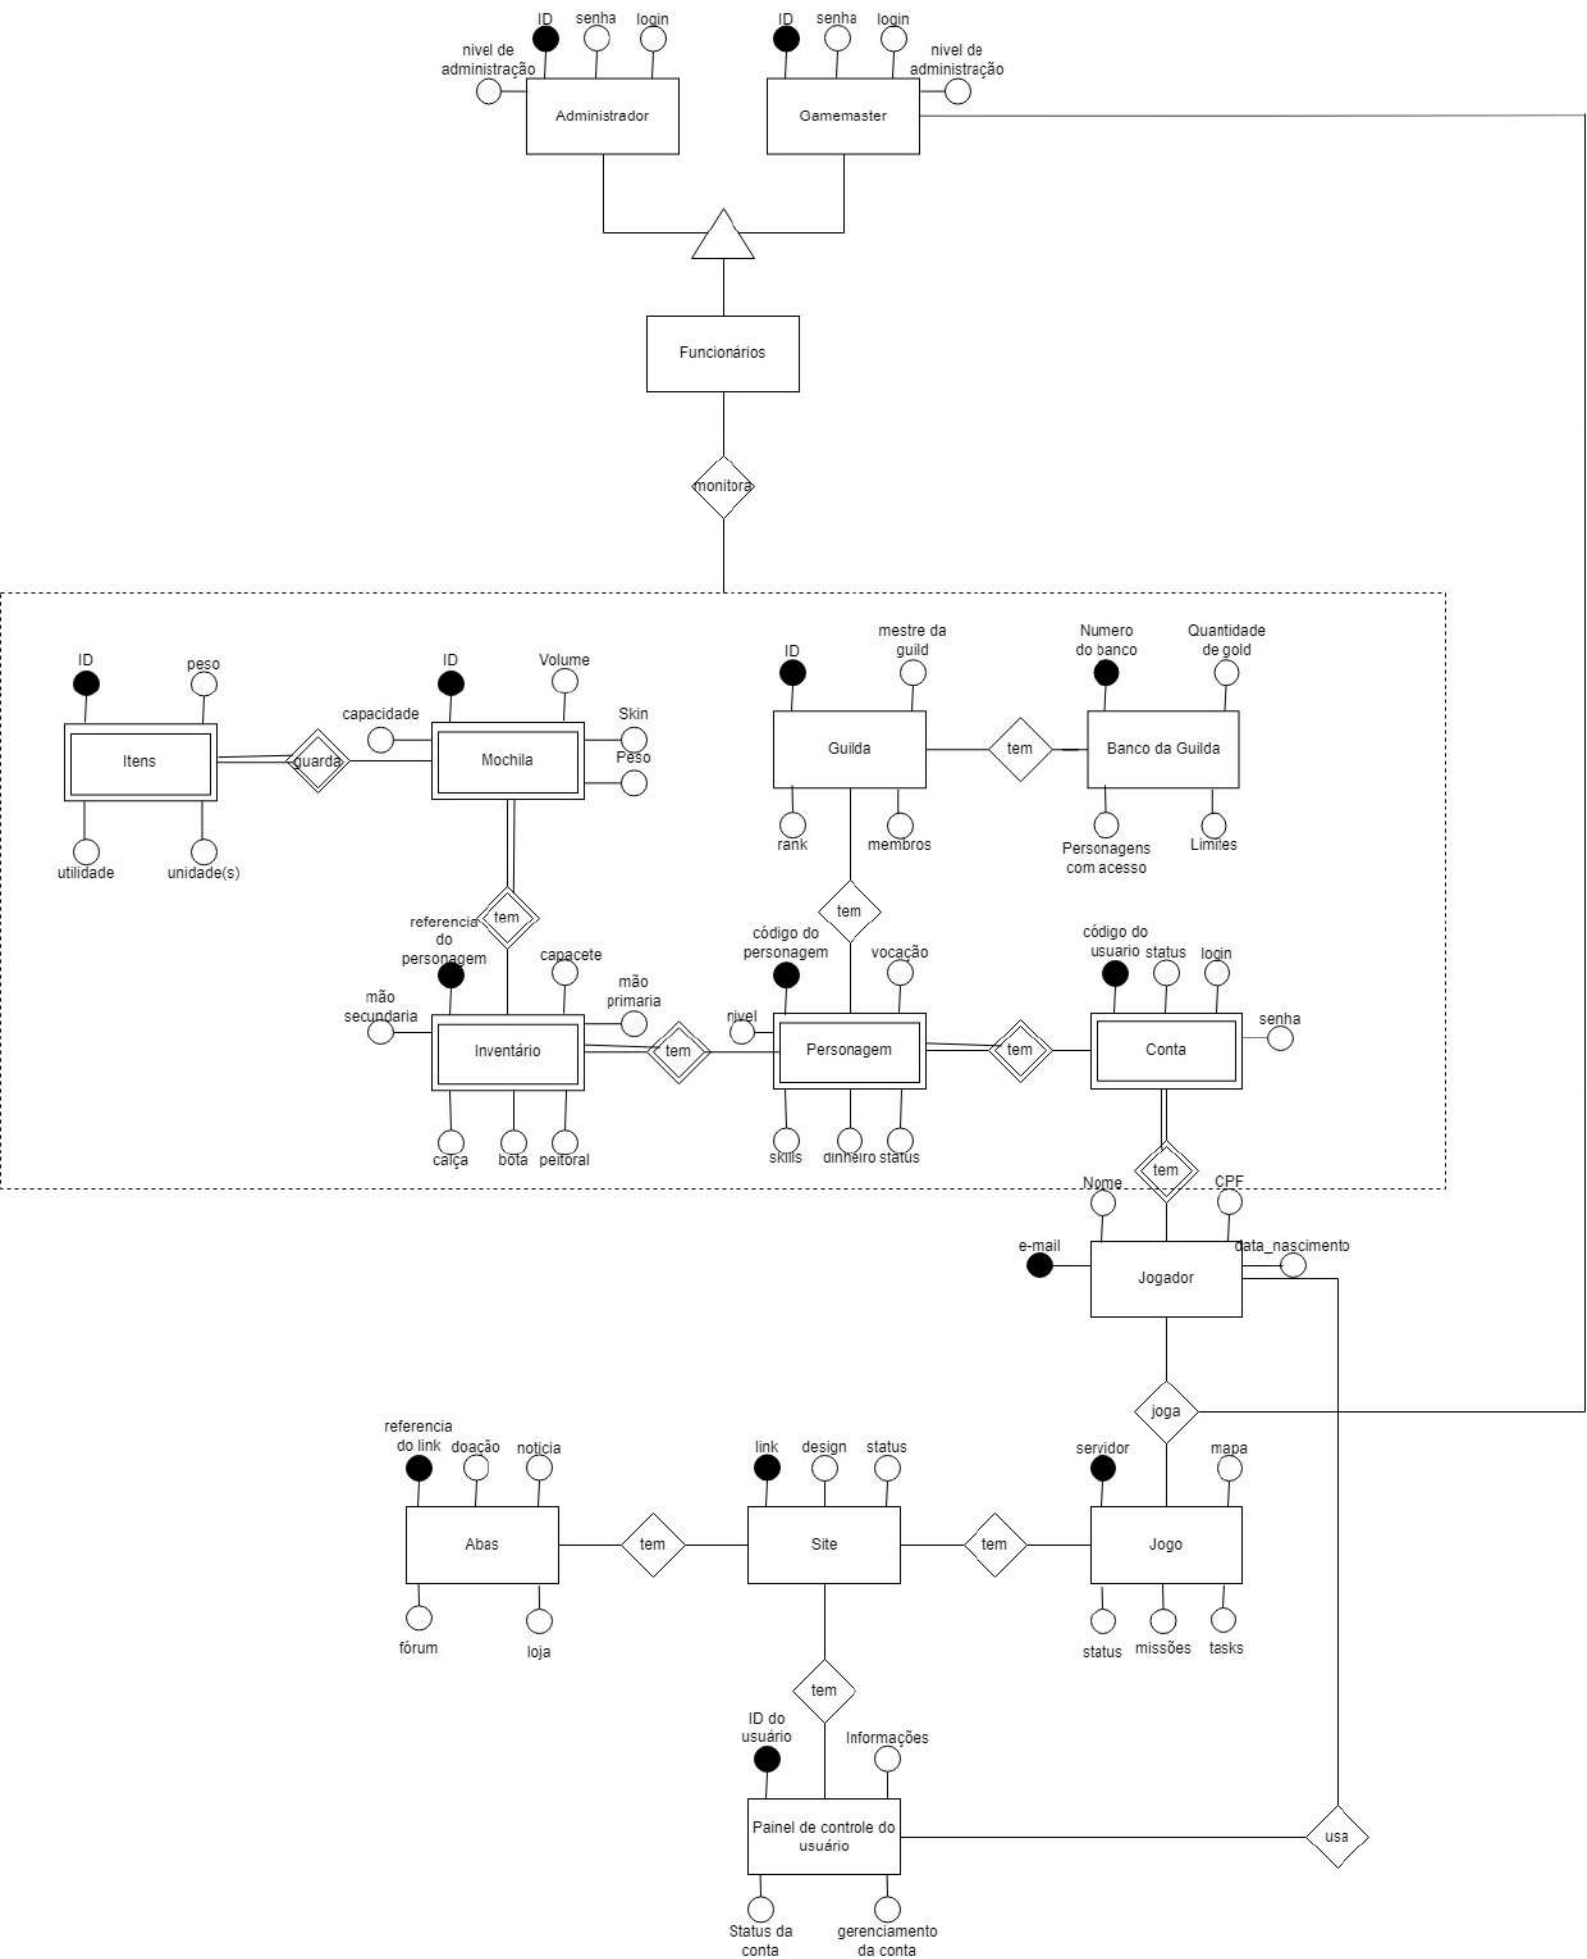 ID
senha
login
nivel de
administração
Administrador
ID
senha
login
nivel de
administração
Gamemaster
Funcionários
monitora
ID
peso
Itens
utilidade
unidade(s)
guarda
ID
Volume
capacidade
Skin
Peso
Mochila
tem
ID
mestre da
guild
Guilda
rank
membros
tem
Numero
do banco
Quantidade
de gold
Banco da Guilda
Personagens
com acesso
Limites
tem
referencia
do
personagem
capacete
mão
primaria
mão
secundaria
Inventário
calça
bota
peitoral
tem
código do
personagem
vocação
nivel
Personagem
skills
dinheiro
status
tem
código do
usuario
status
login
senha
Conta
tem
Nome
CPF
e-mail
data_nascimento
Jogador
joga
referencia
do link
doação
noticia
Abas
fórum
loja
tem
link
design
status
Site
tem
servidor
mapa
Jogo
status
missões
tasks
tem
ID do
usuário
Informações
Painel de controle do
usuário
Status da
conta
gerenciamento
da conta
usa